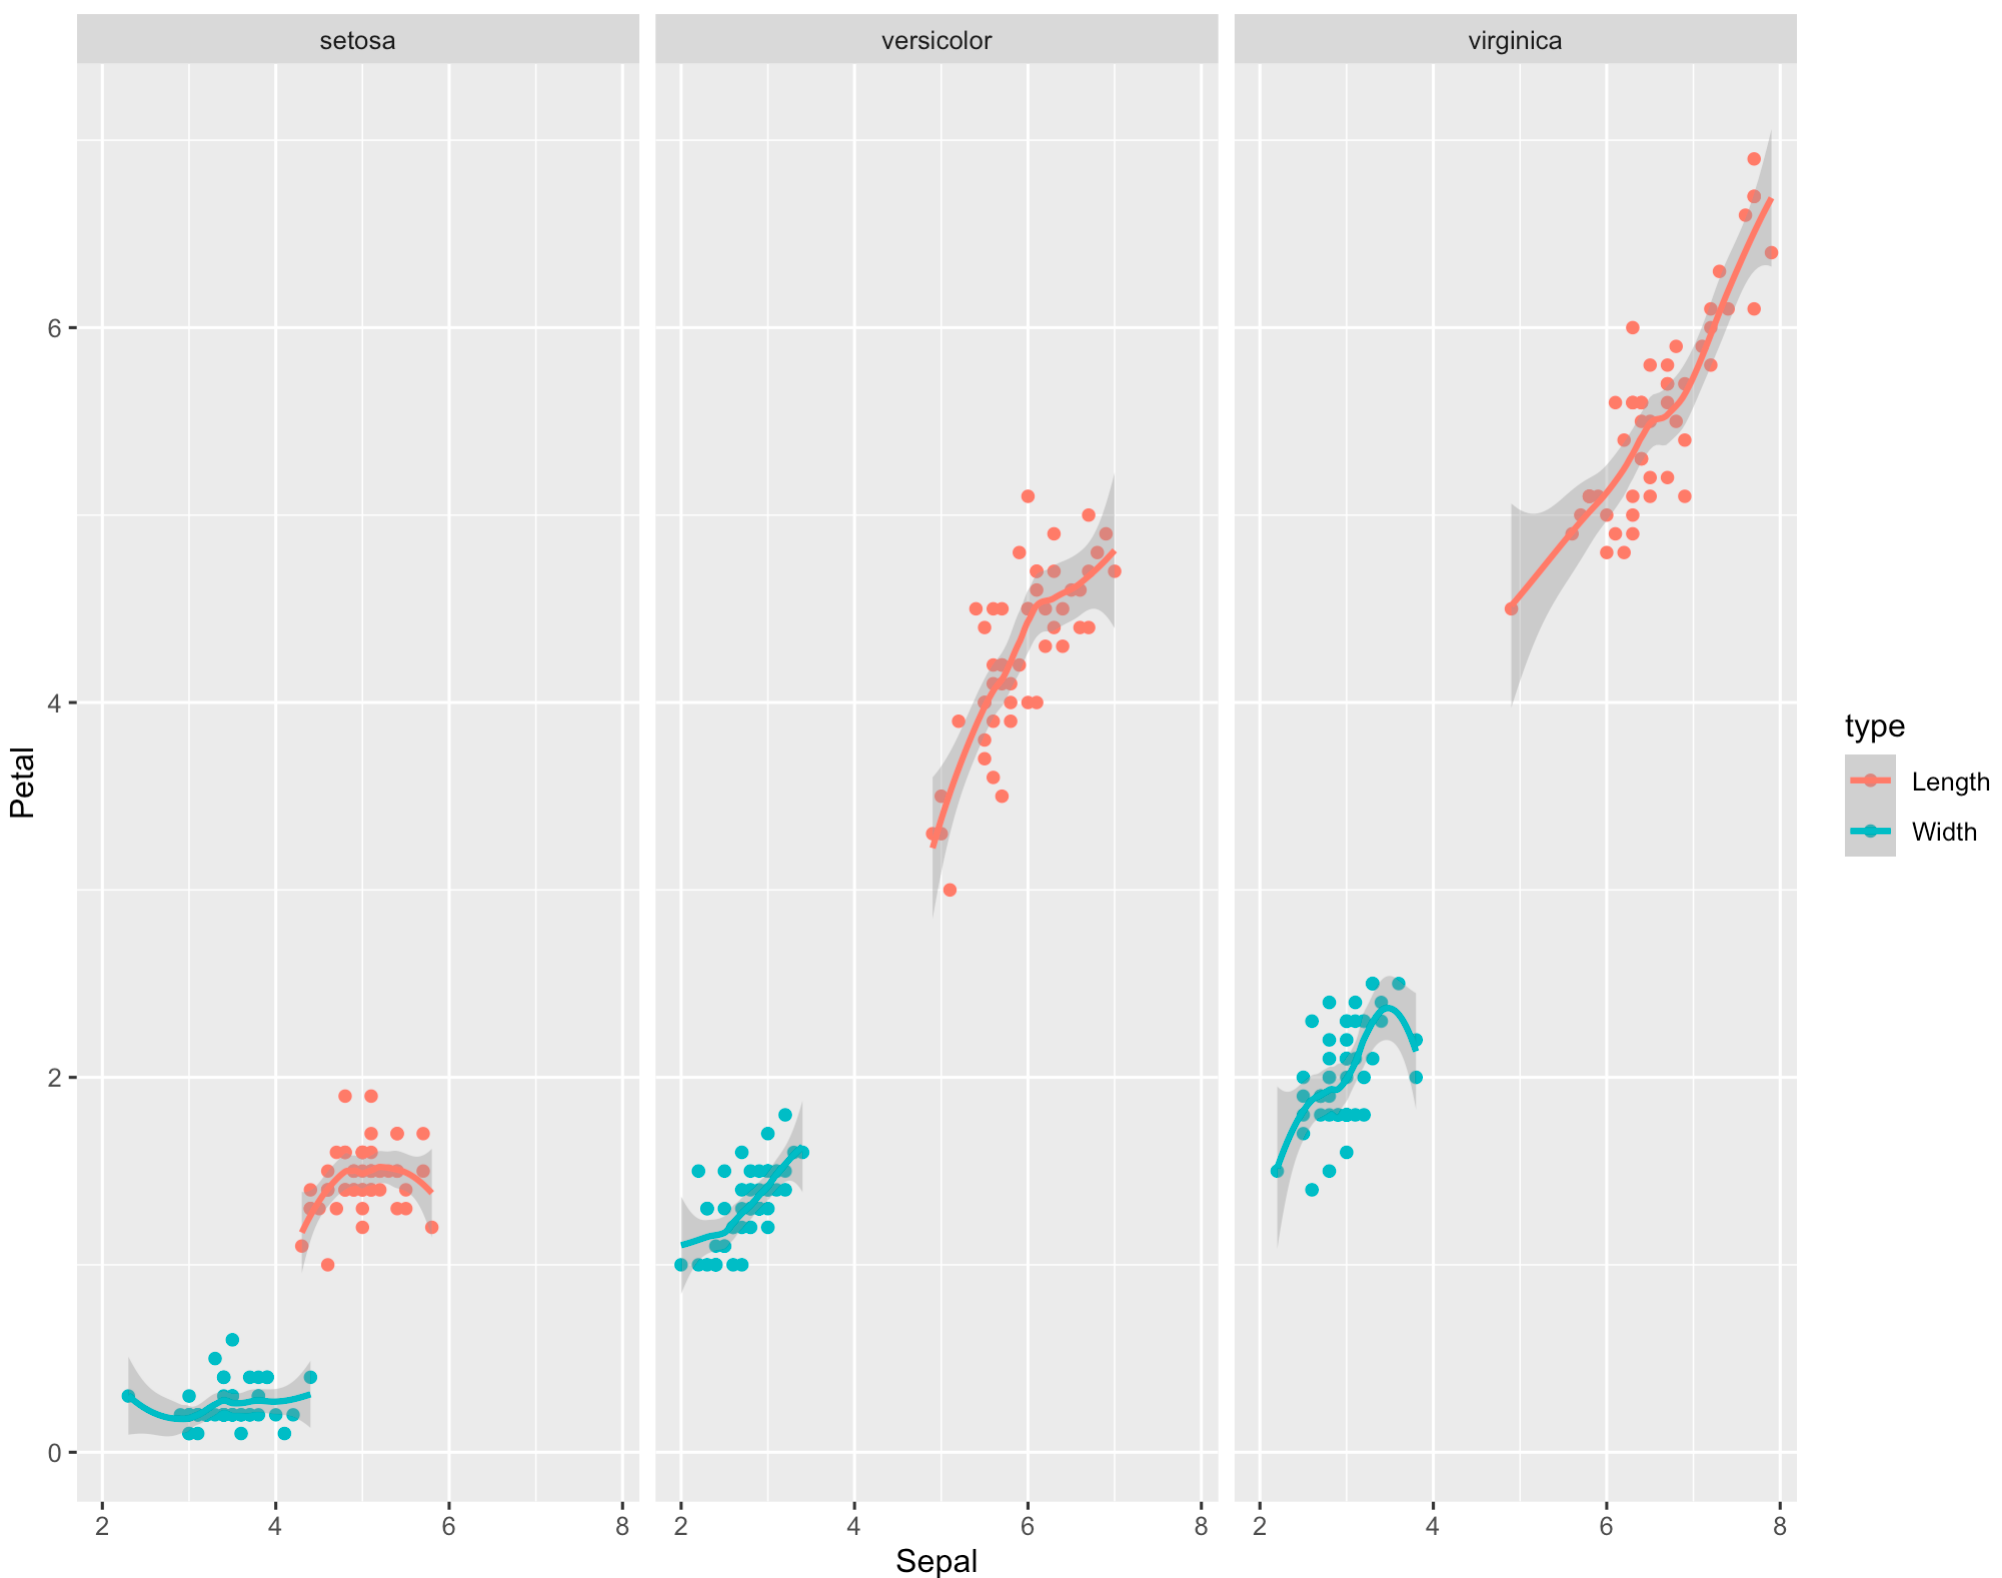 setosa versicolor virginica
6
4
2
0
Petal
2 4 6 8 2 4 6 8 2 4 6 8
Sepal
type
Length
Width